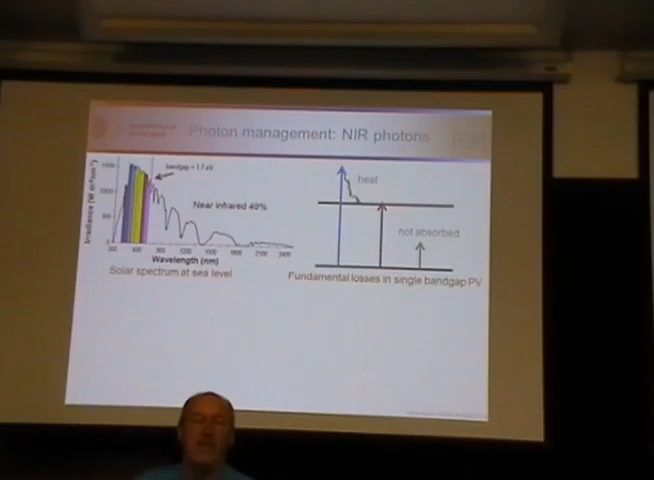 Photon management: NIR photons
bandgap = 1.7 eV
Near infrared 49%
Irradiance (W m
Wavelength (nm)
Solar spectrum at sea level
heat
not absorbed
Fundamental losses in single bandgap PV